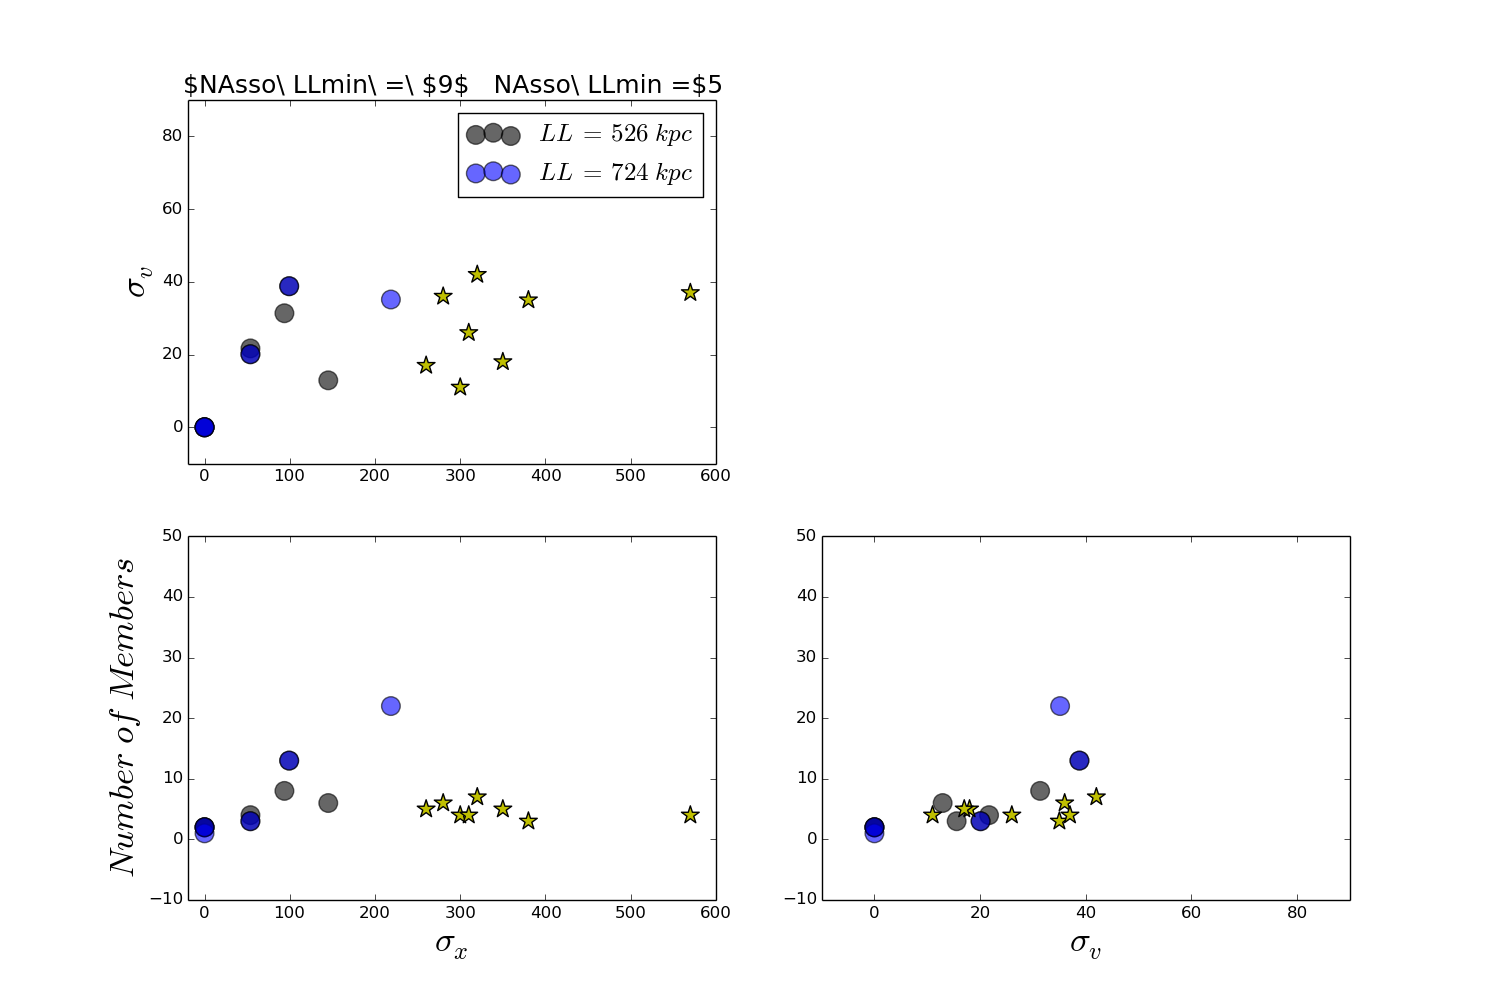 $NAsso\ LLmin\ =\ $9$   NAsso\ LLmin =$5
80
60
40
20
0
σ_v
LL = 526 kpc
LL = 724 kpc
0 100 200 300 400 500 600
50
40
30
20
10
0
−10
Number of Members
0 100 200 300 400 500 600
σ_x
50
40
30
20
10
0
−10
0 20 40 60 80
σ_v